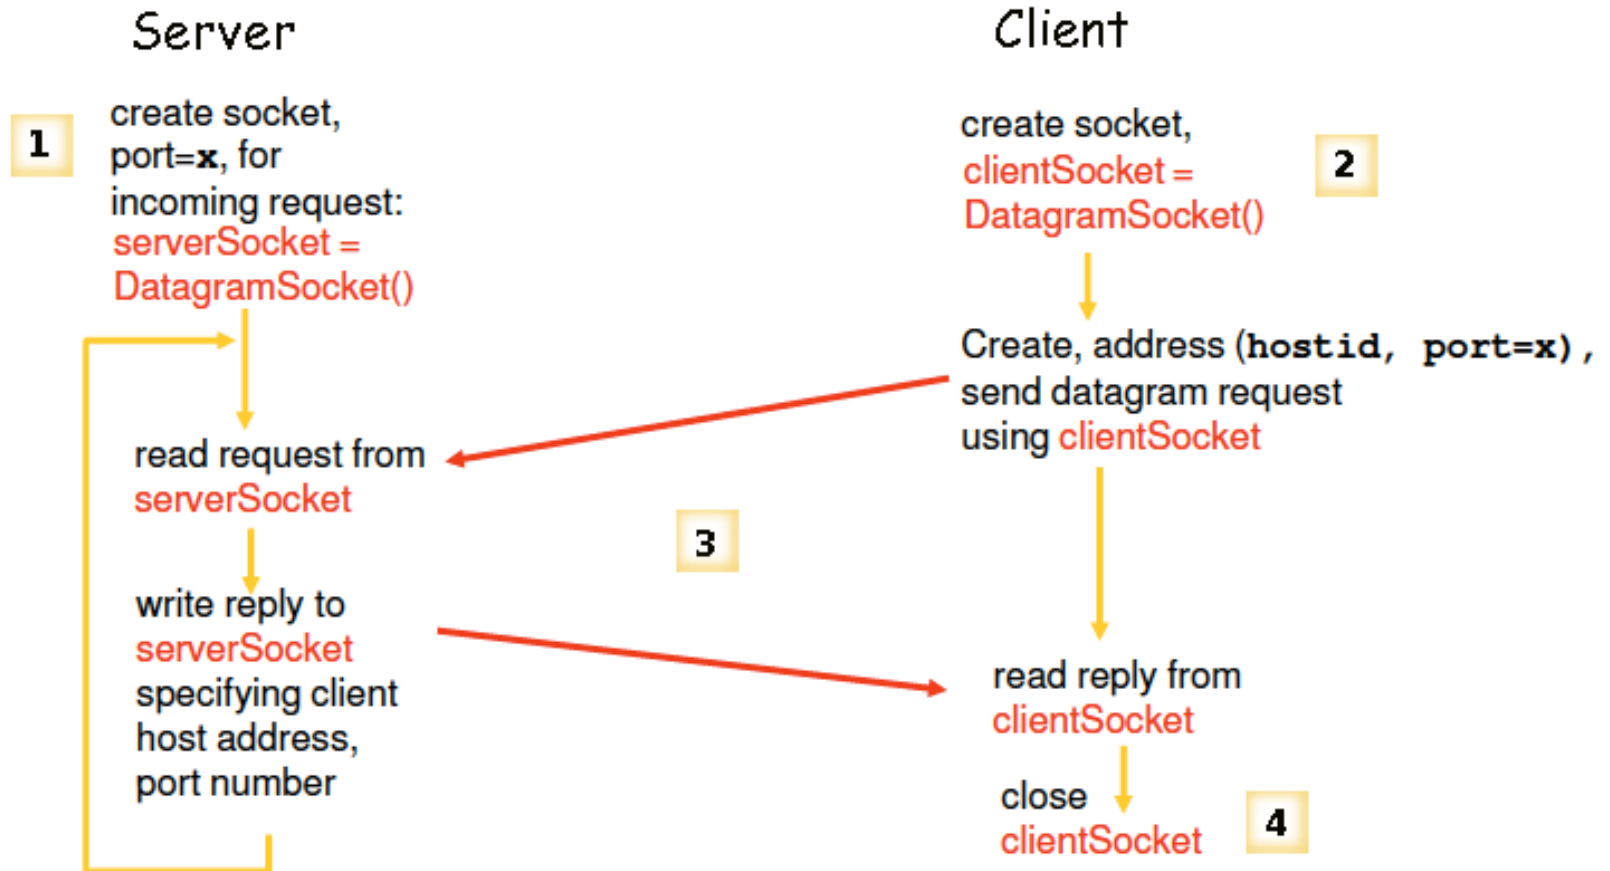 Server
1
create socket,
port=x, for
incoming request:
serverSocket =
DatagramSocket()
read request from
serverSocket
write reply to
serverSocket
specifying client
host address,
port number
3
Client
create socket,
clientSocket =
DatagramSocket()
2
Create, address (hostid, port=x),
send datagram request
using clientSocket
read reply from
clientSocket
close
clientSocket
4